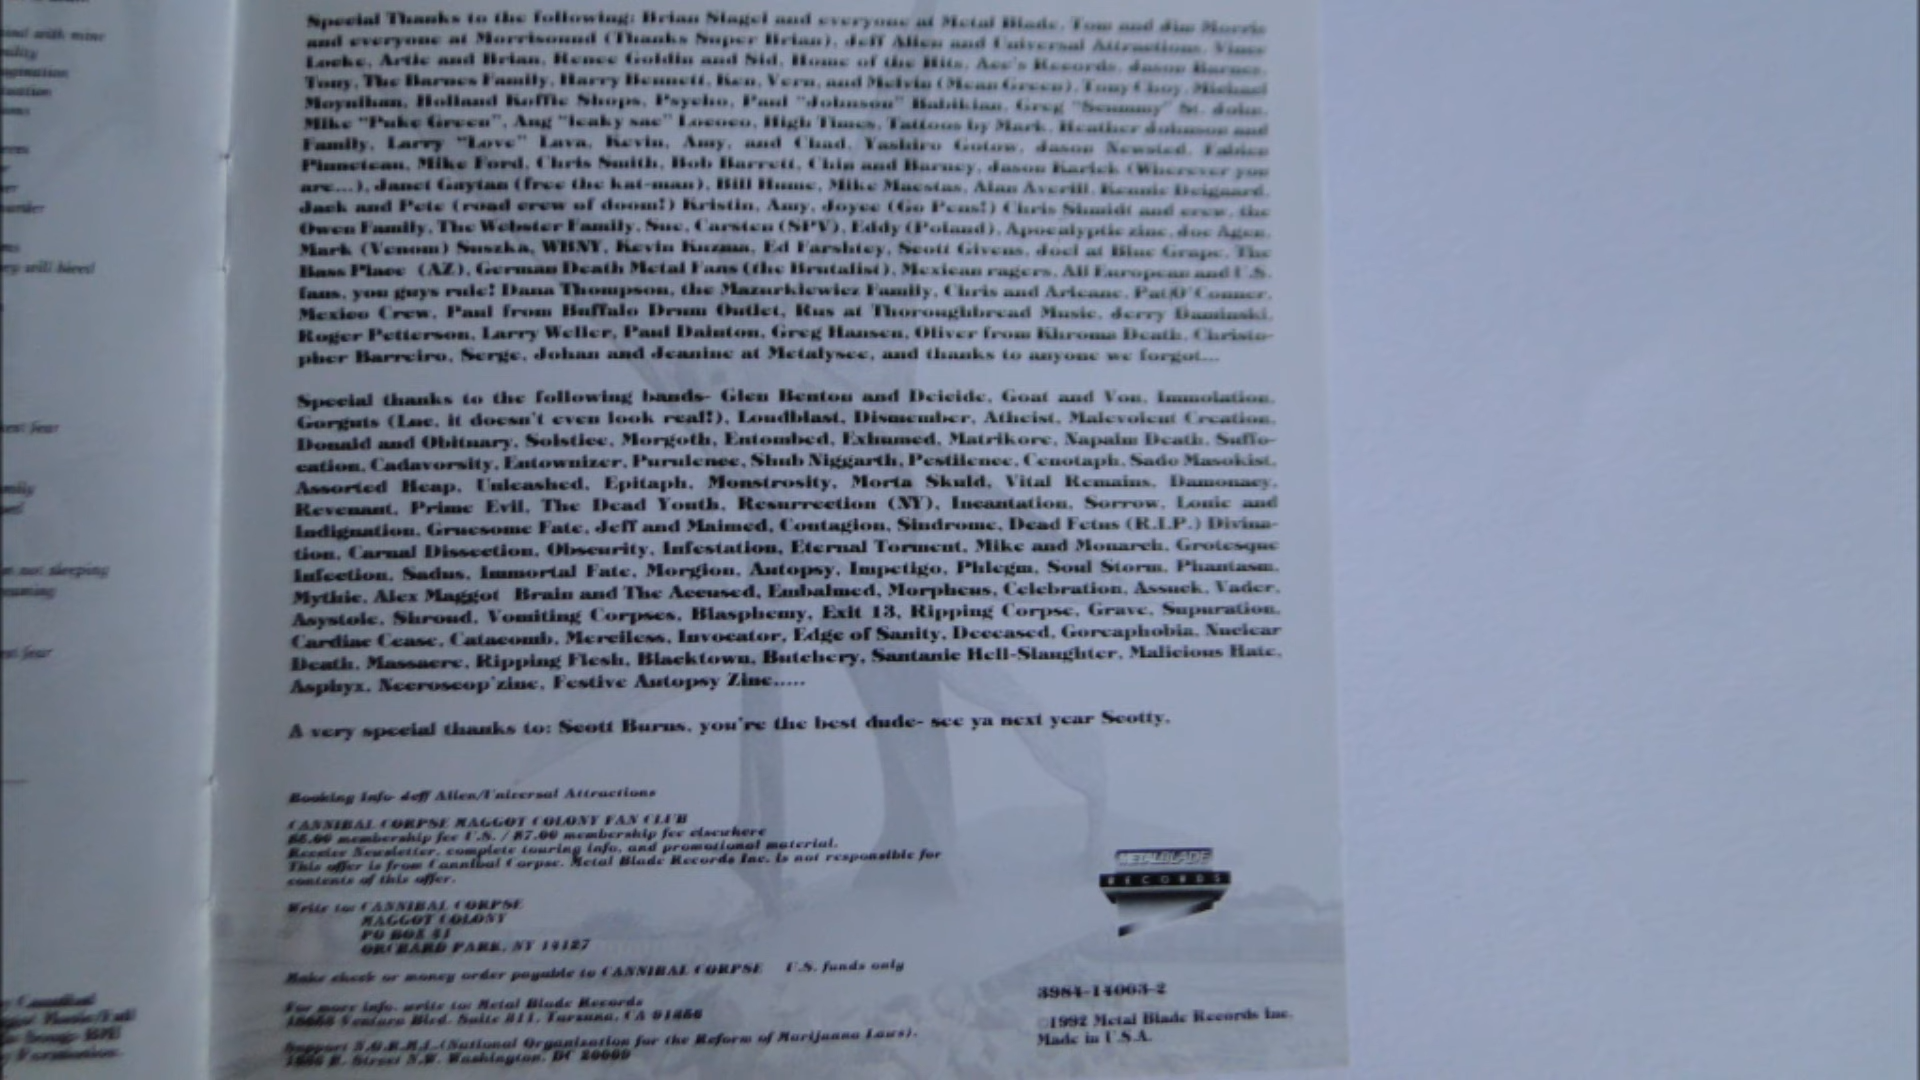 Special Thanks to the following: Brian Slagel and everyone at Metal Blade, Tom and Jim Morris
and everyone at Morrisound (Thanks Super Brian), Jeff Allen and Universal Attractions, Vince
Locke, Artie and Brian, Renee Goldin and Sid, Home of the Hits, Ace's Records, Jason Barnes,
Tony, The Barnes Family, Harry Bennett, Ken, Vern, and Melvin (Mean Green), Tony Choy, Michael
Moynihan, Holland Koffie Shops, Psycho, Paul "Johnson" Babikian, Greg St. John,
Mike "Puke Green", Ang "leaky sac" Lococo, High Times, Tattoos by Mark, Heather Johnson and
Family, Larry "Love" Lava, Kevin, Amy, and Chad, Yashiro Gotow, Jason Newsted, Fabien
Pinneteau, Mike Ford, Chris Smith, Bob Barrett, Chin and Barney, Jason Karick (Wherever you
are...), Janet Gaytan (free the kat-man), Bill Hume, Mike Maestas, Alan Averill, Kennie Deigaard,
Jack and Pete (road crew of doom!) Kristin, Amy, Joyce (Go Pens!) Chris Shmidt and crew, the
Owen Family, The Webster Family, Sue, Carsten (SPV), Eddy (Poland), Apocalyptic zine, Joe Agen,
Mark (Venom) Suszka, WBNY, Kevin Kuzma, Ed Farshtey, Scott Givens, Joel at Blue Grape, The
Bass Place (AZ), German Death Metal Fans (the Brutalist), Mexican ragers, All European and U.S.
fans, you guys rule! Dana Thompson, the Mazurkiewicz Family, Chris and Arleane, Pat O' Conner,
Mexico Crew, Paul from Buffalo Drum Outlet, Rus at Thoroughbread Music, Jerry Daminski,
Roger Petterson, Larry Weller, Paul Dainton, Greg Hansen, Oliver from Khroma Death, Christo-
pher Barreiro, Serge, Johan and Jeanine at Metalysee, and thanks to anyone we forgot...
Special thanks to the following bands- Glen Benton and Deicide, Goat and Von, Immolation,
Gorguts (Luc, it doesn't even look real!), Loudblast, Dismember, Atheist, Malevolent Creation,
Donald and Obituary, Solstice, Morgoth, Entombed, Exhumed, Matrikore, Napalm Death, Suffo-
cation, Cadavorsity, Entownizer, Purulence, Shub Niggarth, Pestilence, Cenotaph, Sado Masokist,
Assorted Heap, Unleashed, Epitaph, Monstrosity, Morta Skuld, Vital Remains, Damonacy,
Revenant, Prime Evil, The Dead Youth, Resurrection (NY), Incantation, Sorrow, Louie and
Indignation, Gruesome Fate, Jeff and Maimed, Contagion, Sindrome, Dead Fetus (R.I.P.) Divina-
tion, Carnal Dissection, Obscurity, Infestation, Eternal Torment, Mike and Monarch, Grotesque
Infection, Sadus, Immortal Fate, Morgion, Autopsy, Impetigo, Phlegm, Soul Storm, Phantasm,
Mythic, Alex Maggot Brain and The Accused, Embalmed, Morpheus, Celebration, Assuck, Vader,
Asystole, Shroud, Vomiting Corpses, Blasphemy, Exit 13, Ripping Corpse, Grave, Supuration,
Cardiac Cease, Catacomb, Merciless, Invocator, Edge of Sanity, Deceased, Goreaphobia, Nuclear
Death, Massacre, Ripping Flesh, Blacktown, Butchery, Santanic Hell-Slaughter, Malicious Hate,
Asphyx, Necroscop'zine, Festive Autopsy Zine.....
A very special thanks to: Scott Burns, you're the best dude- see ya next year Scotty.
Booking Info- Jeff Allen/Universal Attractions
CANNIBAL CORPSE MAGGOT COLONY FAN CLUB
membership fee U.S. / $7.00 membership fee elsewhere
Receive Newsletter, complete touring info, and promotional material.
This offer is from Cannibal Corpse. Metal Blade Records Inc. is not responsible for
contents of this offer.
Write to: CANNIBAL CORPSE
MAGGOT COLONY
PO BOX
ORCHARD PARK, NY 14127
Make check or money order payable to CANNIBAL CORPSE U.S. funds only
For more info. write to: Metal Blade Records
Ventura Blvd. Suite 311, Tarzana, CA 91356
Support N.O.R.M.L. (National Organization for the Reform of Marijuana Laws).
Street N.W. Washington, DC
METALBLADE
RECORDS
3984-14003-2
©1992 Metal Blade Records Inc.
Made in U.S.A.
and with mine
will bleed
not sleeping